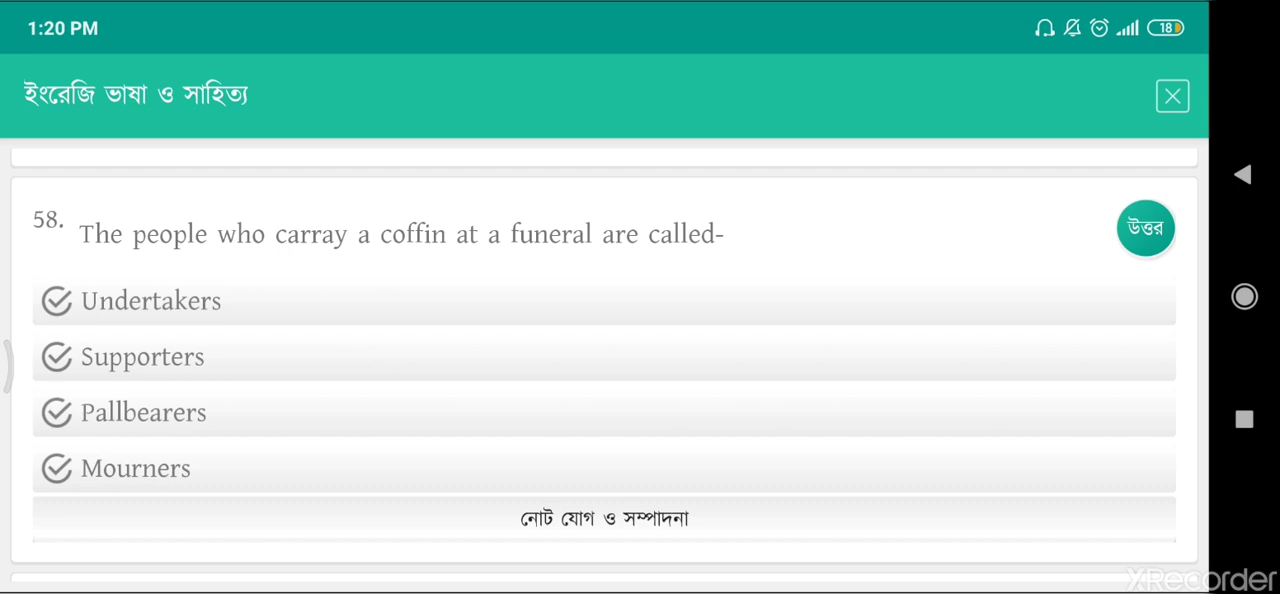 1:20 PM
18
ইংরেজি ভাষা ও সাহিত্য
58. The people who carray a coffin at a funeral are called-
উত্তর
Undertakers
Supporters
Pallbearers
Mourners
নোট যোগ ও সম্পাদনা
XRecorder